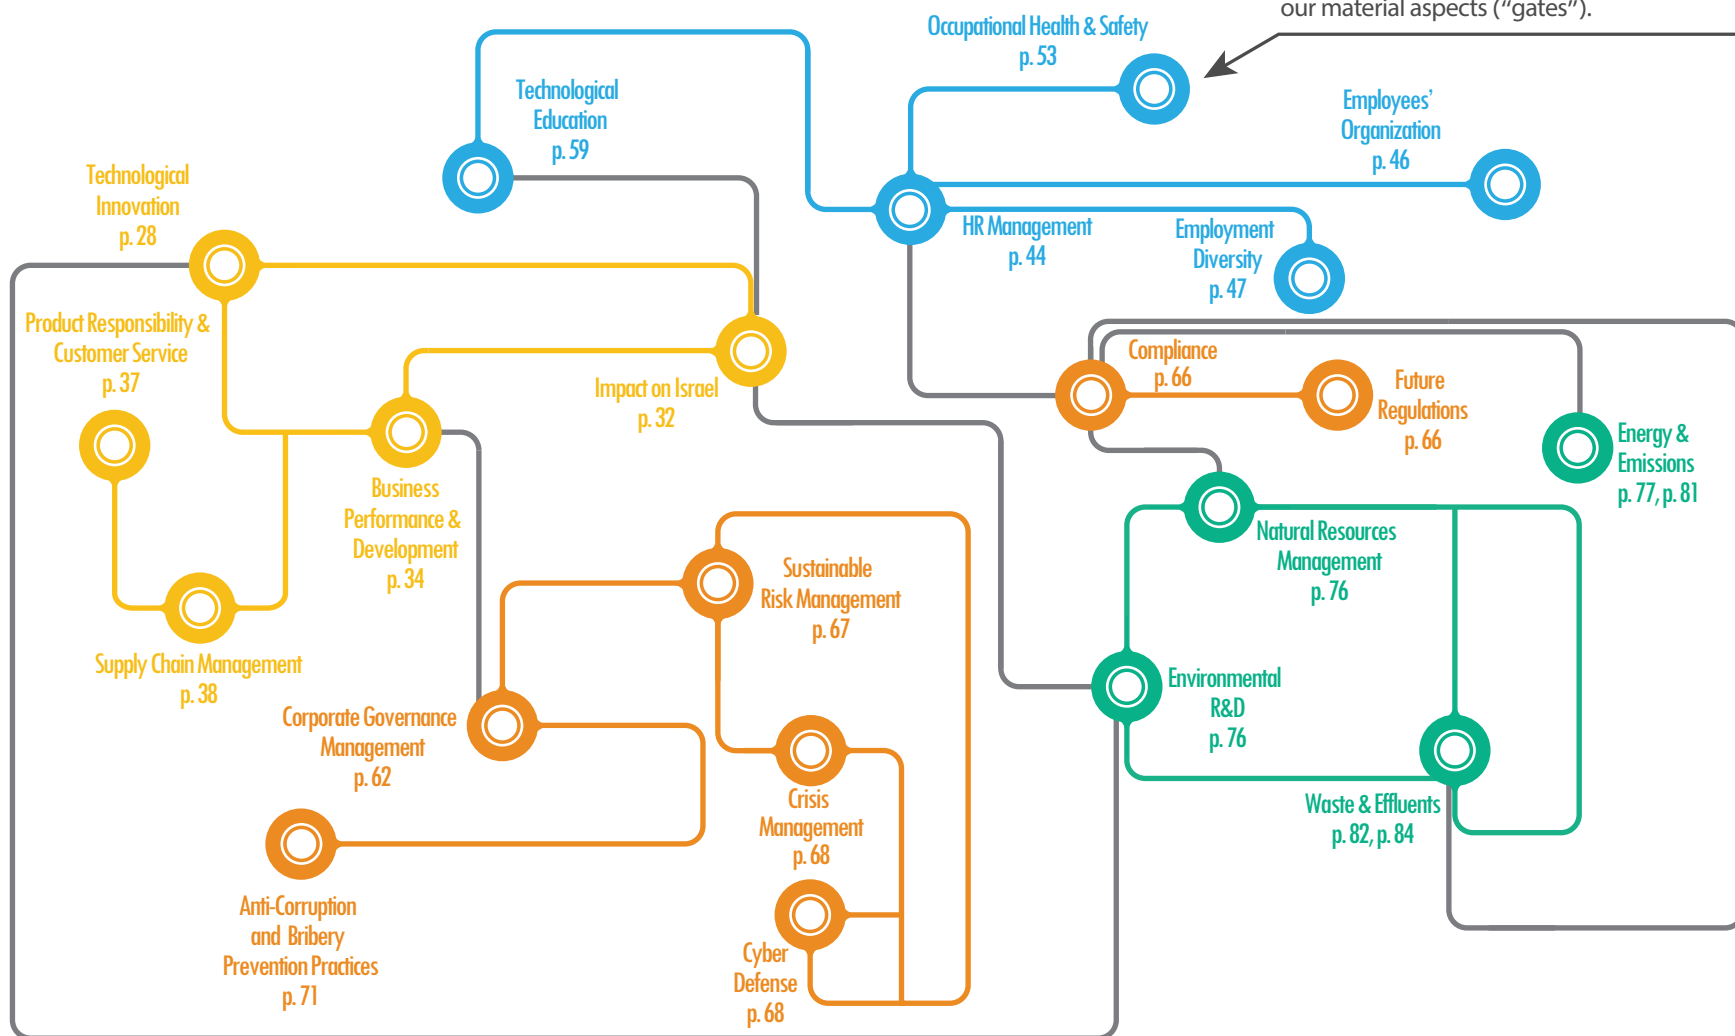 our material aspects (“gates”).
Occupational Health & Safety
p. 53
Technological
Education
p. 59
Employees’
Organization
p. 46
Technological
Innovation
p. 28
HR Management
p. 44
Employment
Diversity
p. 47
Product Responsibility &
Customer Service
p. 37
Impact on Israel
p. 32
Compliance
p. 66
Future
Regulations
p. 66
Energy &
Emissions
p. 77, p. 81
Business
Performance &
Development
p. 34
Natural Resources
Management
p. 76
Sustainable
Risk Management
p. 67
Supply Chain Management
p. 38
Corporate Governance
Management
p. 62
Environmental
R&D
p. 76
Crisis
Management
p. 68
Waste & Effluents
p. 82, p. 84
Anti-Corruption
and Bribery
Prevention Practices
p. 71
Cyber
Defense
p. 68